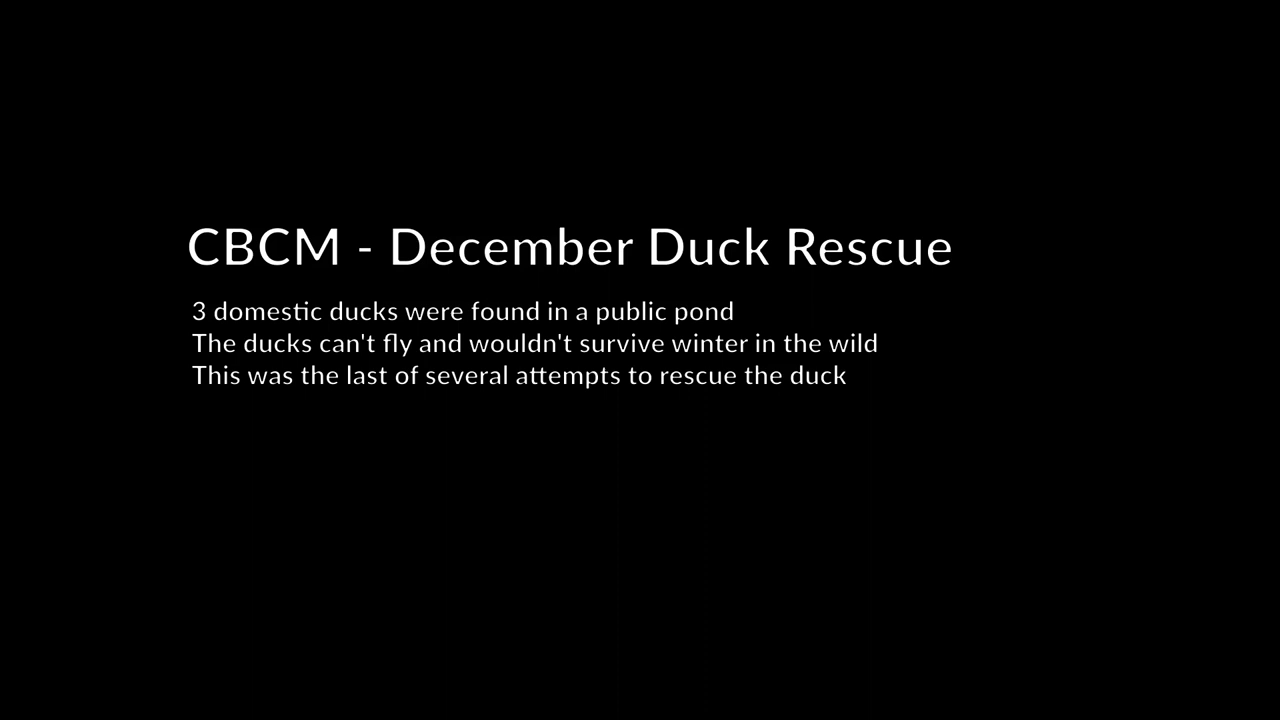 CBCM - December Duck Rescue
3 domestic ducks were found in a public pond
The ducks can't fly and wouldn't survive winter in the wild
This was the last of several attempts to rescue the duck